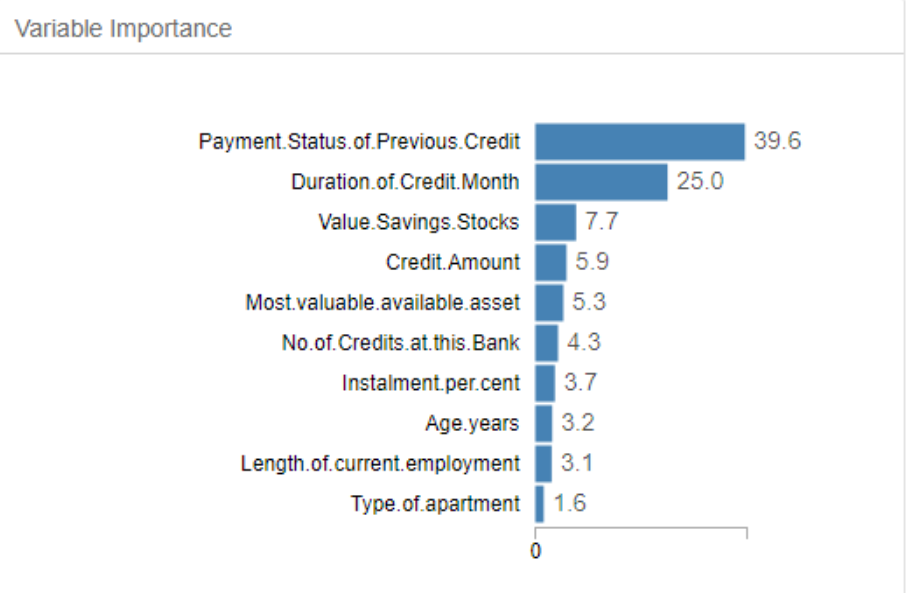 Variable Importance
Payment.Status.of.Previous.Credit 39.6
Duration.of.Credit.Month 25.0
Value.Savings.Stocks 7.7
Credit.Amount 5.9
Most.valuable.available.asset 5.3
No.of.Credits.at.this.Bank 4.3
Instalment.per.cent 3.7
Age.years 3.2
Length.of.current.employment 3.1
Type.of.apartment 1.6
0